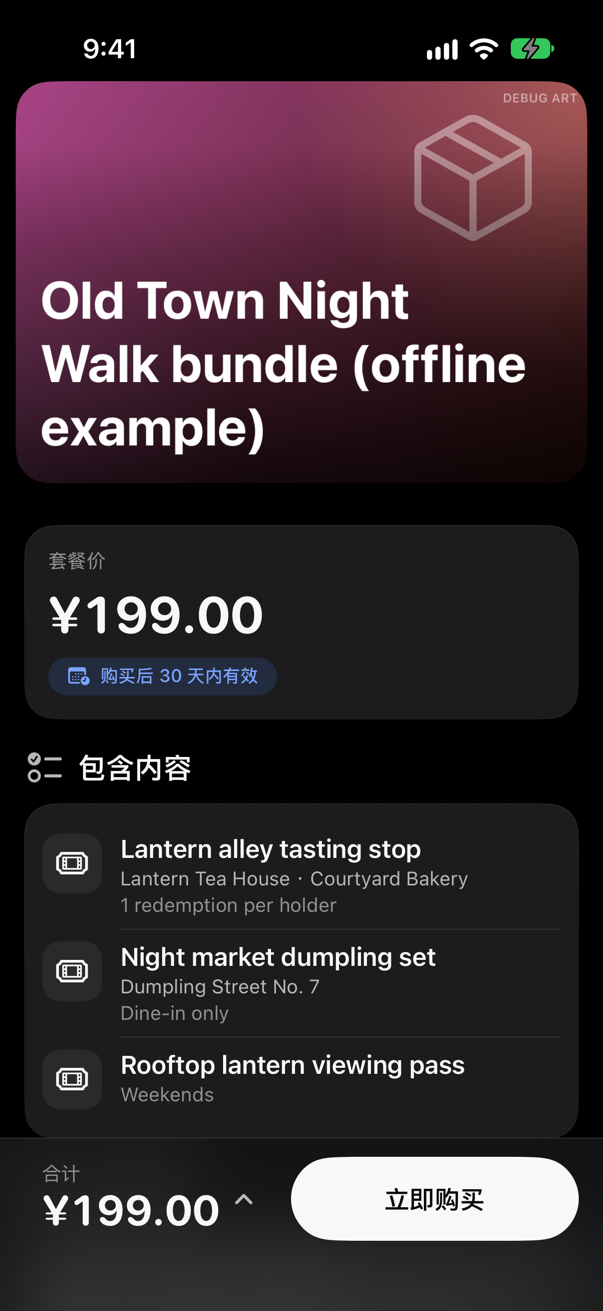 9:41
DEBUG ART
Old Town Night
Walk bundle (offline
example)
套餐价
¥199.00
购买后 30 天内有效
包含内容
Lantern alley tasting stop
Lantern Tea House · Courtyard Bakery
1 redemption per holder
Night market dumpling set
Dumpling Street No. 7
Dine-in only
Rooftop lantern viewing pass
Weekends
合计
¥199.00
立即购买